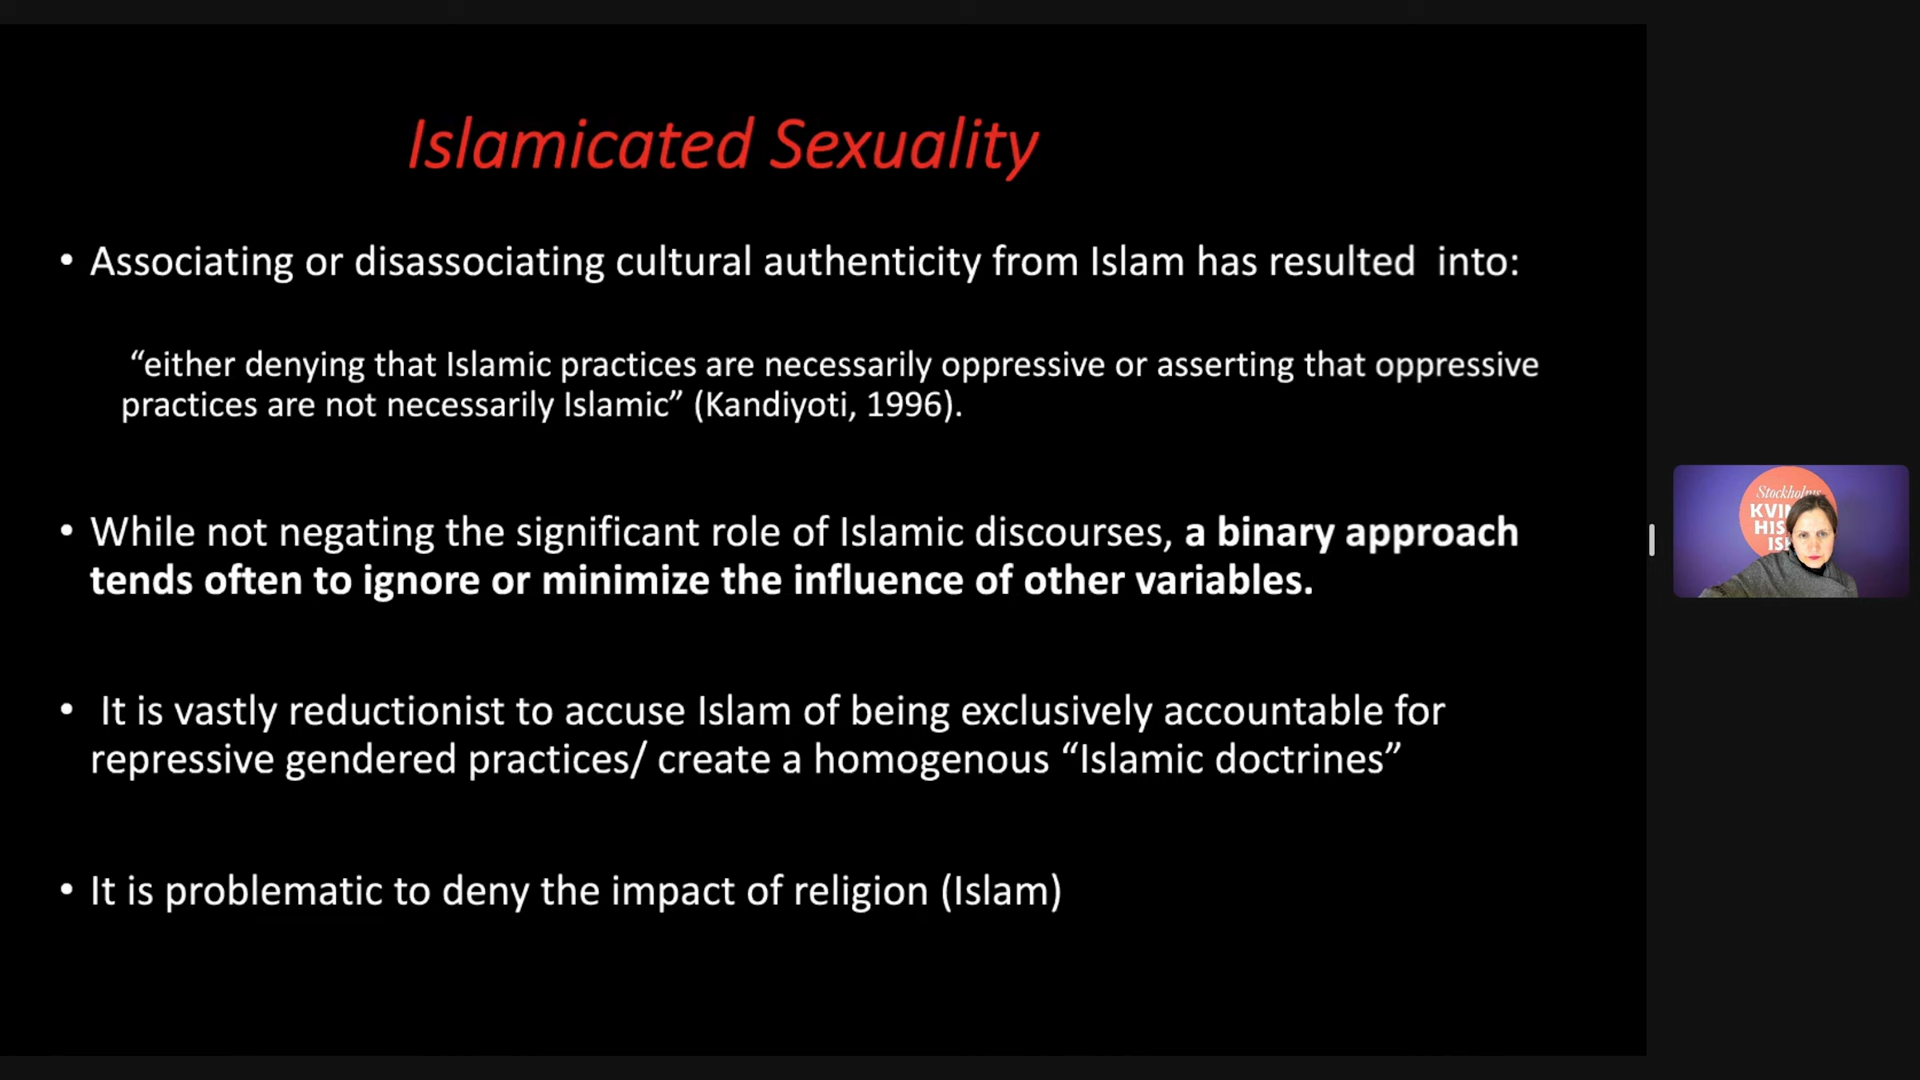 Islamicated Sexuality
• Associating or disassociating cultural authenticity from Islam has resulted into:
“either denying that Islamic practices are necessarily oppressive or asserting that oppressive
practices are not necessarily Islamic” (Kandiyoti, 1996).
• While not negating the significant role of Islamic discourses, a binary approach
tends often to ignore or minimize the influence of other variables.
• It is vastly reductionist to accuse Islam of being exclusively accountable for
repressive gendered practices/ create a homogenous “Islamic doctrines”
• It is problematic to deny the impact of religion (Islam)
Stockholms